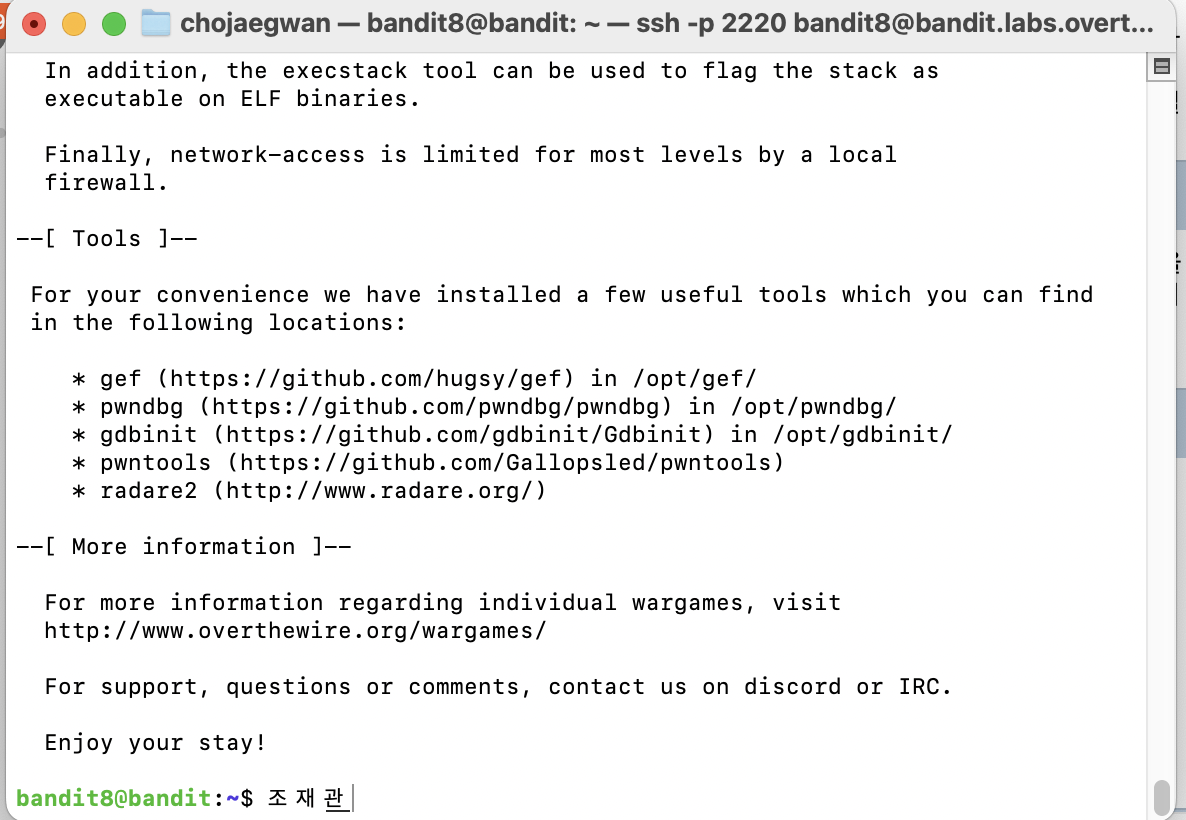 chojaegwan — bandit8@bandit: ~ — ssh -p 2220 bandit8@bandit.labs.overt...
In addition, the execstack tool can be used to flag the stack as
executable on ELF binaries.
Finally, network-access is limited for most levels by a local
firewall.
--[ Tools ]--
For your convenience we have installed a few useful tools which you can find
in the following locations:
* gef (https://github.com/hugsy/gef) in /opt/gef/
* pwndbg (https://github.com/pwndbg/pwndbg) in /opt/pwndbg/
* gdbinit (https://github.com/gdbinit/Gdbinit) in /opt/gdbinit/
* pwntools (https://github.com/Gallopsled/pwntools)
* radare2 (http://www.radare.org/)
--[ More information ]--
For more information regarding individual wargames, visit
http://www.overthewire.org/wargames/
For support, questions or comments, contact us on discord or IRC.
Enjoy your stay!
bandit8@bandit:~$ 조재관